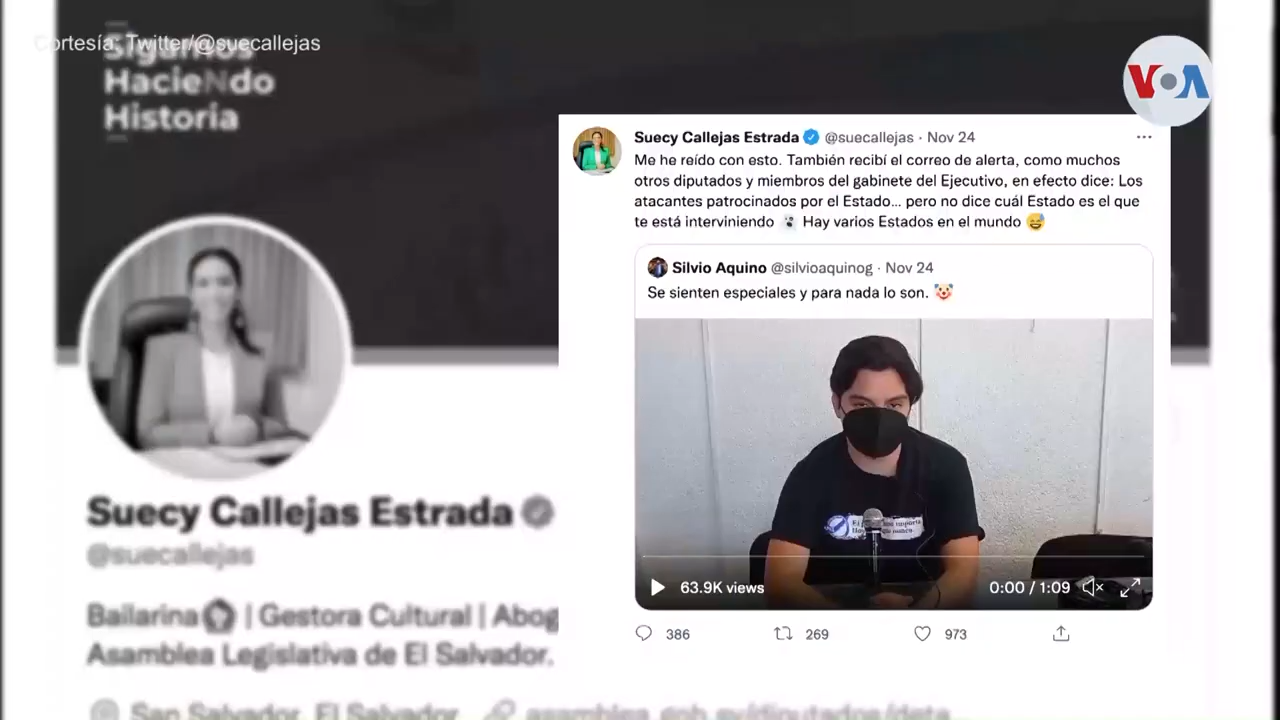 Cortesía: Twitter/@suecallejas
Sigamos
HacieNdo
Historia
VOA
Suecy Callejas Estrada @suecallejas · Nov 24
Me he reído con esto. También recibí el correo de alerta, como muchos
otros diputados y miembros del gabinete del Ejecutivo, en efecto dice: Los
atacantes patrocinados por el Estado... pero no dice cuál Estado es el que
te está interviniendo 👻 Hay varios Estados en el mundo 😅
Silvio Aquino @silvioaquinog · Nov 24
Se sienten especiales y para nada lo son. 🤡
63.9K views
0:00 / 1:09
386
269
973
Suecy Callejas Estrada
@suecallejas
Bailarina | Gestora Cultural | Abog
Asamblea Legislativa de El Salvador.
San Salvador, El Salvador
asamblea.gob.sv/diputados/deta